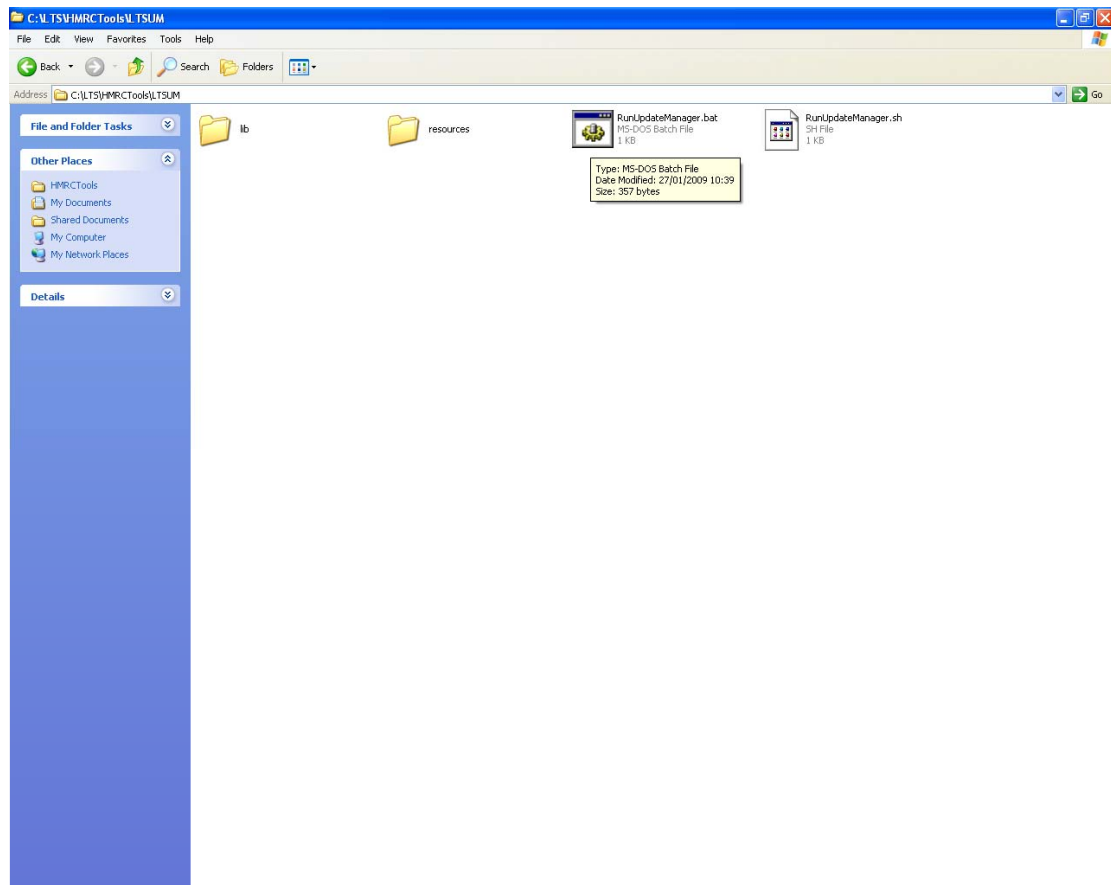 C:\LTS\HMRCTools\LTSUM
File Edit View Favorites Tools Help
Back Search Folders
Address C:\LTS\HMRCTools\LTSUM Go
File and Folder Tasks
Other Places
HMRCTools
My Documents
Shared Documents
My Computer
My Network Places
Details
lib
resources
RunUpdateManager.bat
MS-DOS Batch File
1 KB
RunUpdateManager.sh
SH File
1 KB
Type: MS-DOS Batch File
Date Modified: 27/01/2009 10:39
Size: 357 bytes